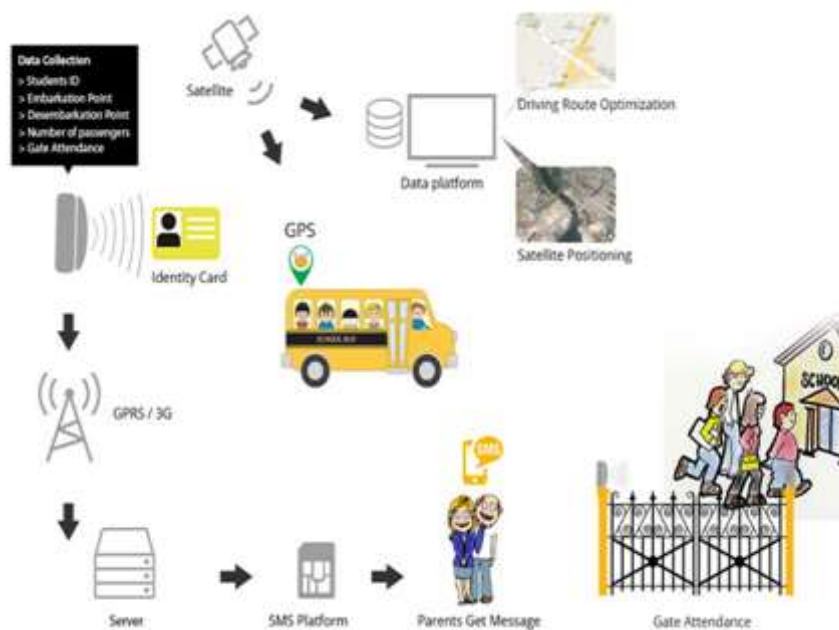 Data Collection
> Students ID
> Embarkation Point
> Desembarkation Point
> Number of passengers
> Gate Attendance
Satellite
Driving Route Optimization
Data platform
Satellite Positioning
Identity Card
GPS
SCHOOL BUS
GPRS / 3G
SCHOO
SMS
Server
SMS Platform
Parents Get Message
Gate Attendance